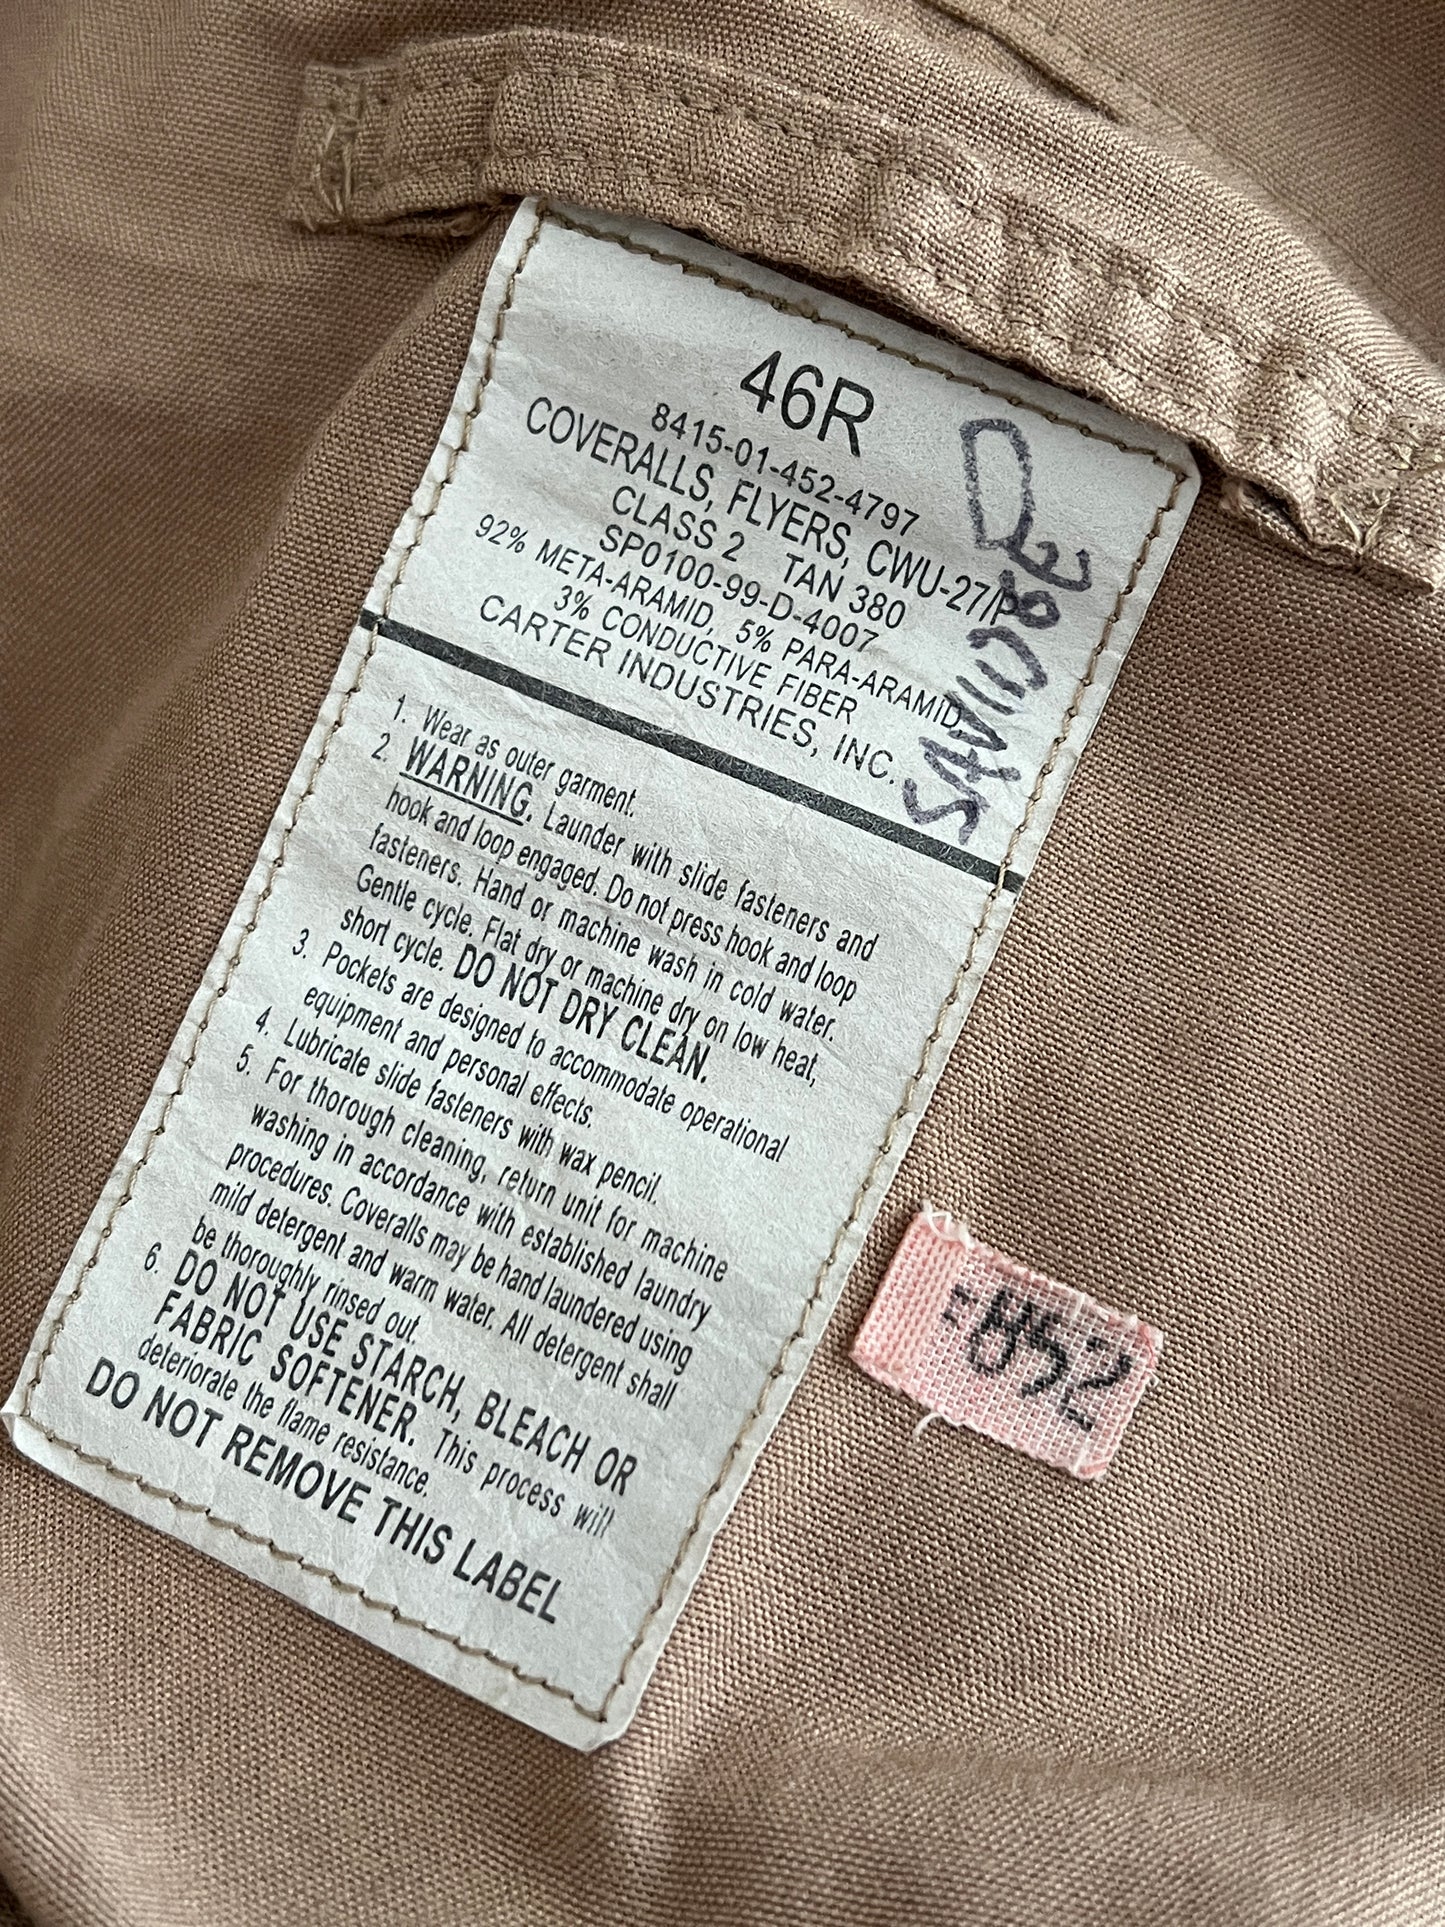 46R
8415-01-452-4797
COVERALLS, FLYERS, CWU-27/P
CLASS 2 TAN 380
SP0100-99-D-4007
92% META-ARAMID, 5% PARA-ARAMID,
3% CONDUCTIVE FIBER
CARTER INDUSTRIES, INC.
1. Wear as outer garment.
2. WARNING. Launder with slide fasteners and
hook and loop engaged. Do not press hook and loop
fasteners. Hand or machine wash in cold water.
Gentle cycle. Flat dry or machine dry on low heat,
short cycle. DO NOT DRY CLEAN.
3. Pockets are designed to accommodate operational
equipment and personal effects.
4. Lubricate slide fasteners with wax pencil.
5. For thorough cleaning, return unit for machine
washing in accordance with established laundry
procedures. Coveralls may be hand laundered using
mild detergent and warm water. All detergent shall
be thoroughly rinsed out.
6. DO NOT USE STARCH, BLEACH OR
FABRIC SOFTENER. This process will
deteriorate the flame resistance.
DO NOT REMOVE THIS LABEL